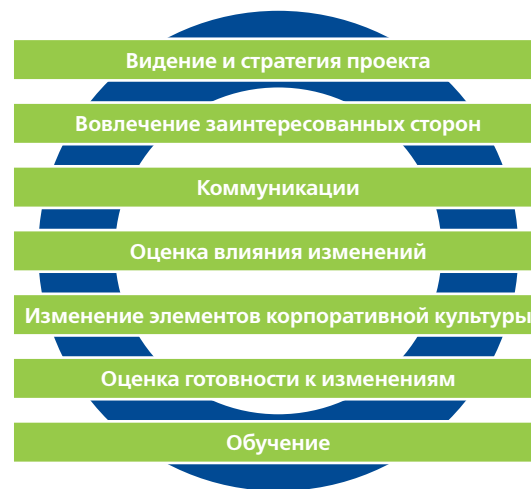 Видение и стратегия проекта
Вовлечение заинтересованных сторон
Коммуникации
Оценка влияния изменений
Изменение элементов корпоративной культуры
Оценка готовности к изменениям
Обучение